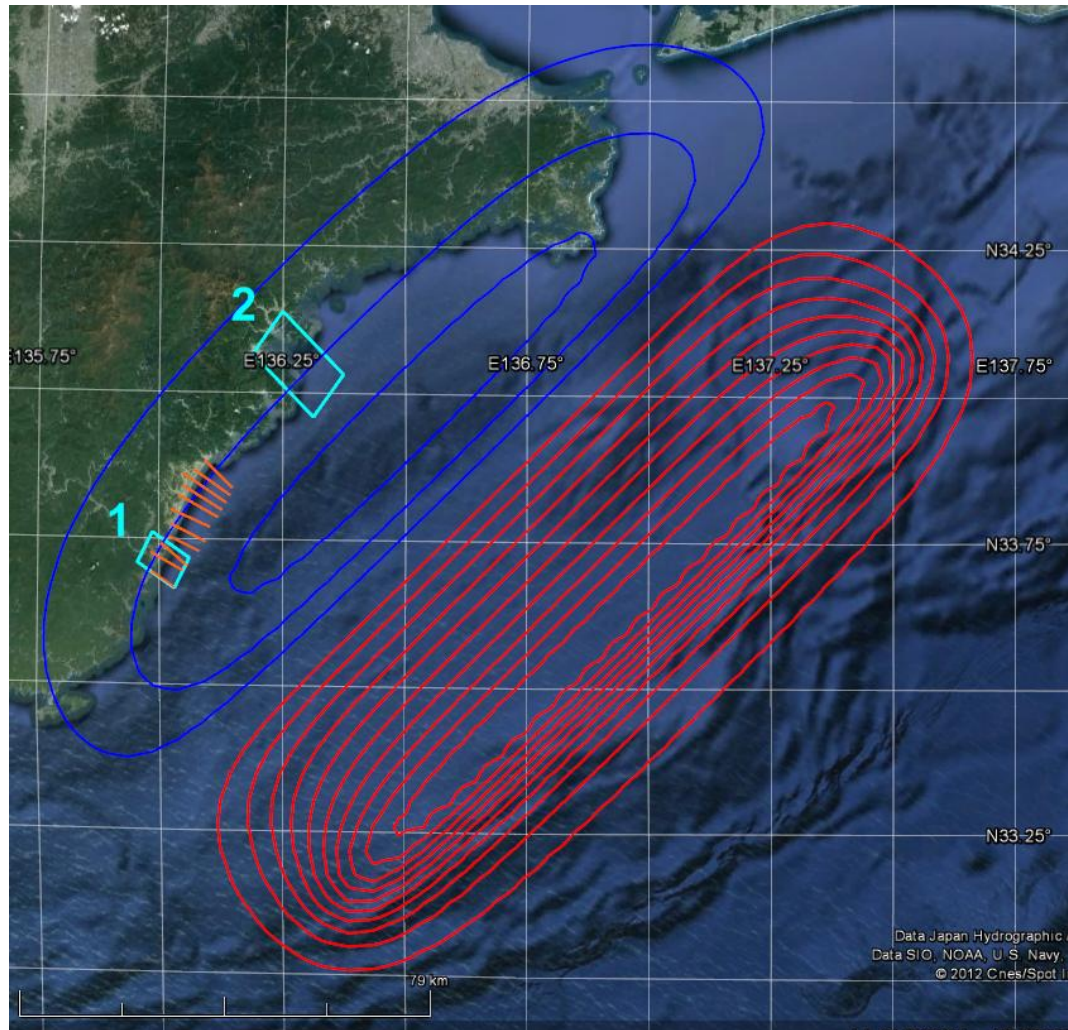 N34.25°
2
E135.75°
E136.25°
E136.75°
E137.25°
E137.75°
1
N33.75°
N33.25°
Data Japan Hydrographic
Data SIO, NOAA, U.S. Navy,
79 km
© 2012 Cnes/Spot